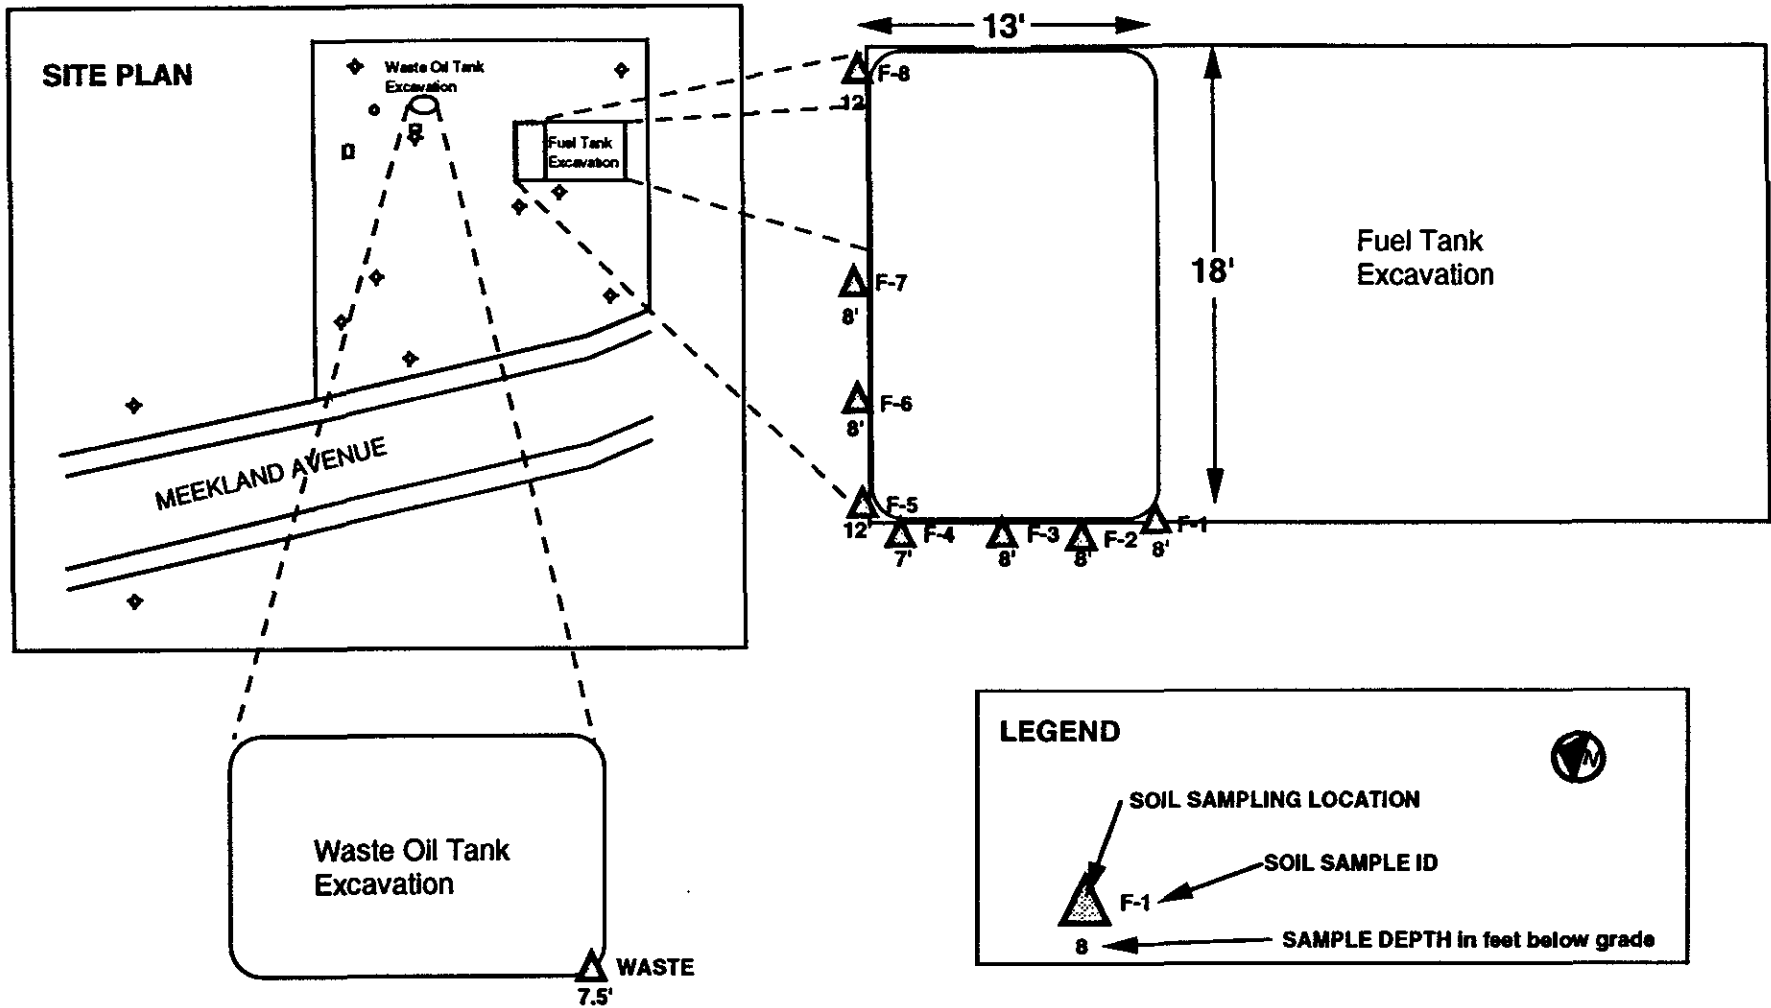 SITE PLAN
Waste Oil Tank
Excavation
Fuel Tank
Excavation
MEEKLAND AVENUE
13'
18'
F-8
12'
F-7
8'
F-6
8'
F-5
12'
F-4
7'
F-3
8'
F-2
8'
F-1
8'
Fuel Tank
Excavation
Waste Oil Tank
Excavation
WASTE
7.5'
LEGEND
N
SOIL SAMPLING LOCATION
SOIL SAMPLE ID
F-1
8
SAMPLE DEPTH in feet below grade